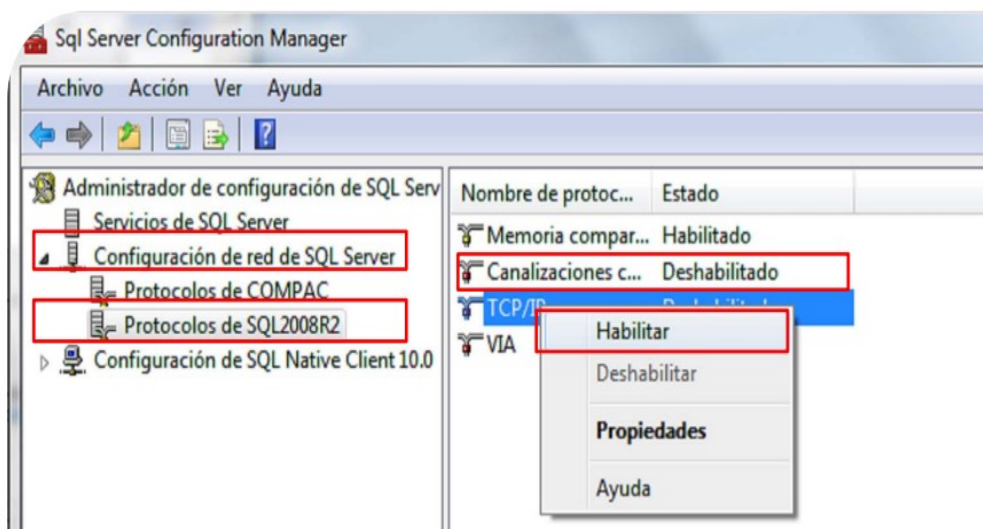 Sql Server Configuration Manager
Archivo Acción Ver Ayuda
Administrador de configuración de SQL Serv
Servicios de SQL Server
Configuración de red de SQL Server
Protocolos de COMPAC
Protocolos de SQL2008R2
Configuración de SQL Native Client 10.0
Nombre de protoc... Estado
Memoria compar... Habilitado
Canalizaciones c... Deshabilitado
TCP/IP
VIA
Habilitar
Deshabilitar
Propiedades
Ayuda